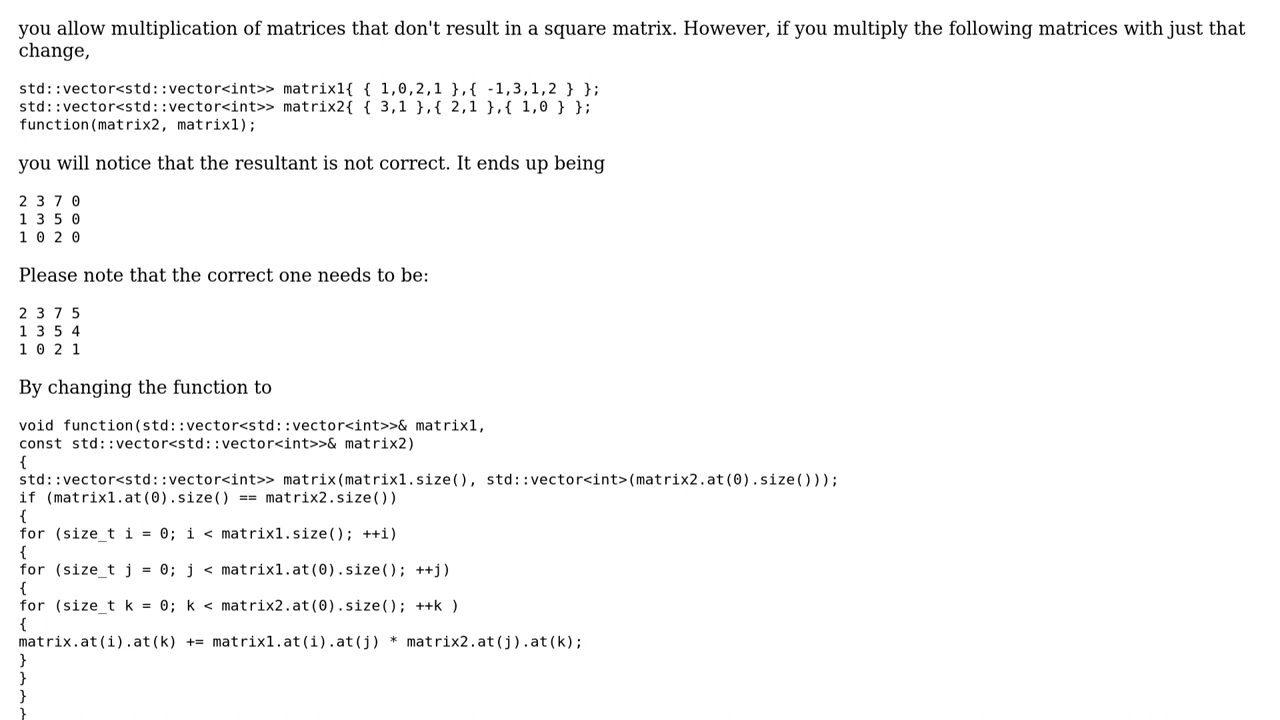 you allow multiplication of matrices that don't result in a square matrix. However, if you multiply the following matrices with just that
change,
std::vector<std::vector<int>> matrix1{ { 1,0,2,1 },{ -1,3,1,2 } };
std::vector<std::vector<int>> matrix2{ { 3,1 },{ 2,1 },{ 1,0 } };
function(matrix2, matrix1);
you will notice that the resultant is not correct. It ends up being
2 3 7 0
1 3 5 0
1 0 2 0
Please note that the correct one needs to be:
2 3 7 5
1 3 5 4
1 0 2 1
By changing the function to
void function(std::vector<std::vector<int>>& matrix1,
const std::vector<std::vector<int>>& matrix2)
{
std::vector<std::vector<int>> matrix(matrix1.size(), std::vector<int>(matrix2.at(0).size()));
if (matrix1.at(0).size() == matrix2.size())
{
for (size_t i = 0; i < matrix1.size(); ++i)
{
for (size_t j = 0; j < matrix1.at(0).size(); ++j)
{
for (size_t k = 0; k < matrix2.at(0).size(); ++k )
{
matrix.at(i).at(k) += matrix1.at(i).at(j) * matrix2.at(j).at(k);
}
}
}
}